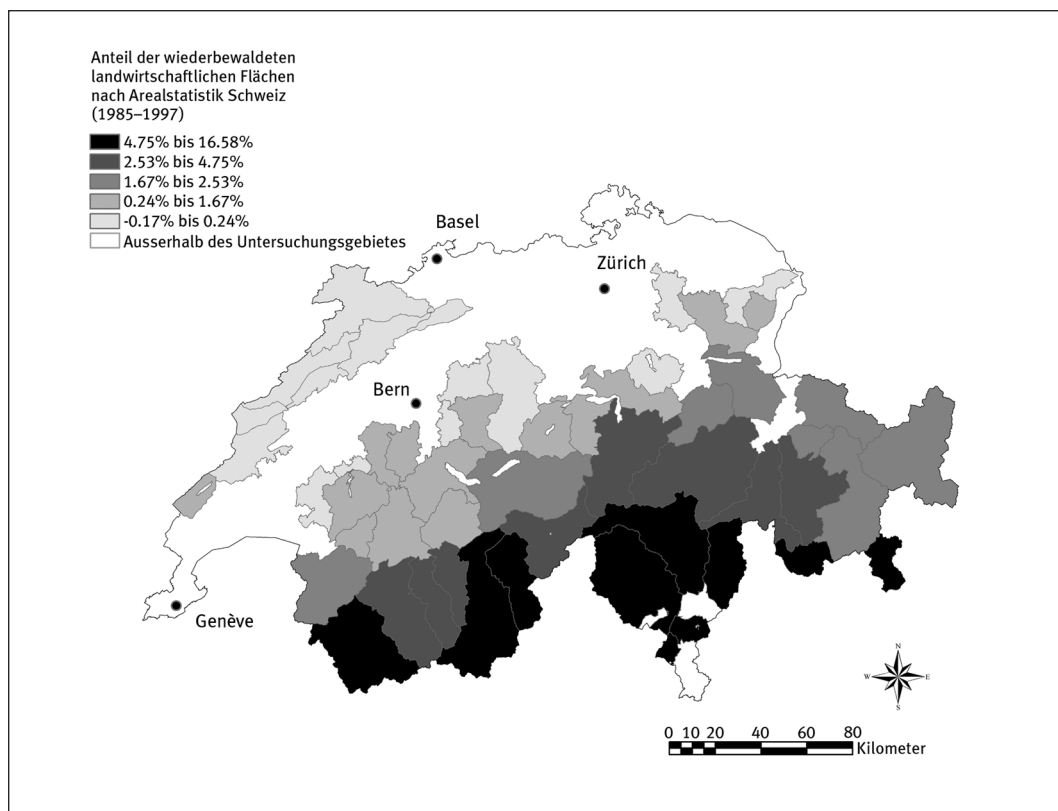 Anteil der wiederbewaldeten
landwirtschaftlichen Flächen
nach Arealstatistik Schweiz
(1985–1997)
4.75% bis 16.58%
2.53% bis 4.75%
1.67% bis 2.53%
0.24% bis 1.67%
-0.17% bis 0.24%
Ausserhalb des Untersuchungsgebietes
Basel
Zürich
Bern
Genève
N
W E
S
0 10 20 40 60 80
Kilometer